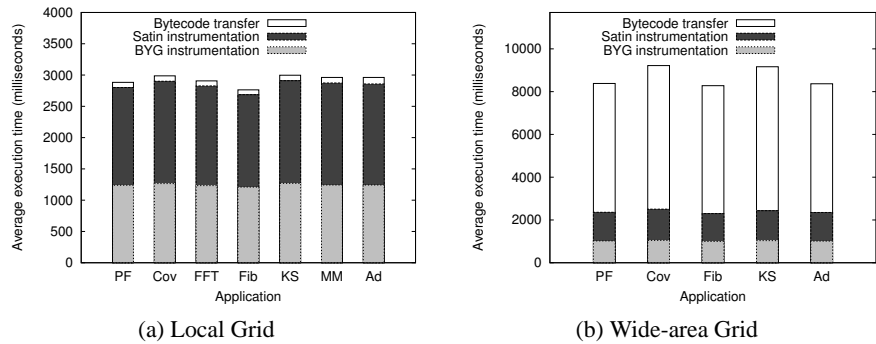 Average execution time (milliseconds)
4000
3500
3000
2500
2000
1500
1000
500
0
Bytecode transfer
Satin instrumentation
BYG instrumentation
PF Cov FFT Fib KS MM Ad
Application
(a) Local Grid
Average execution time (milliseconds)
10000
8000
6000
4000
2000
0
Bytecode transfer
Satin instrumentation
BYG instrumentation
PF Cov Fib KS Ad
Application
(b) Wide-area Grid